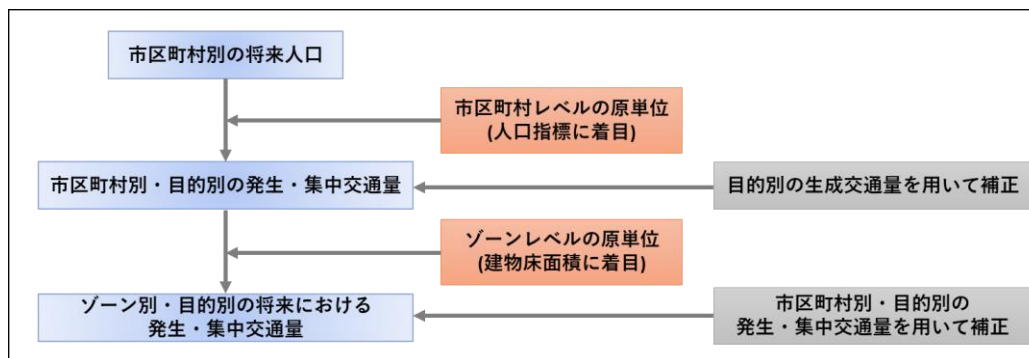 市区町村別の将来人口
市区町村レベルの原単位
(人口指標に着目)
市区町村別・目的別の発生・集中交通量
目的別の生成交通量を用いて補正
ゾーンレベルの原単位
(建物床面積に着目)
ゾーン別・目的別の将来における
発生・集中交通量
市区町村別・目的別の
発生・集中交通量を用いて補正